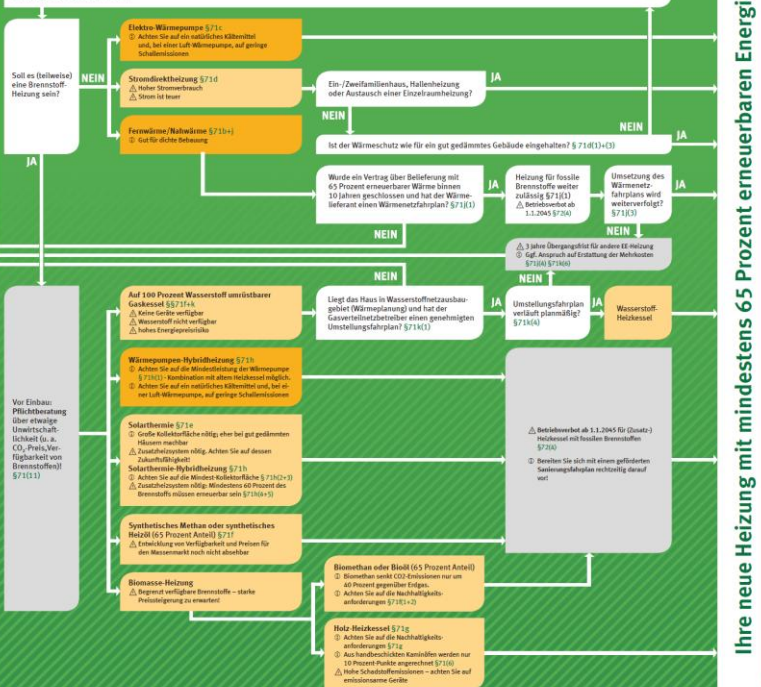 Elektro-Wärmepumpe §71c
ⓘ Achten Sie auf ein natürliches Kältemittel
und, bei einer Luft-Wärmepumpe, auf geringe
Schallemissionen
Soll es (teilweise)
eine Brennstoff-
Heizung sein?
NEIN
JA
Stromdirektheizung §71d
⚠ Hoher Stromverbrauch
⚠ Strom ist teuer
Ein-/Zweifamilienhaus, Hallenheizung
oder Austausch einer Einzelraumheizung?
JA
NEIN
Fernwärme/Nahwärme §71b+j
ⓘ Gut für dichte Bebauung
Ist der Wärmeschutz wie für ein gut gedämmtes Gebäude eingehalten? § 71d(1)+(3)
NEIN
JA
Wurde ein Vertrag über Belieferung mit
65 Prozent erneuerbarer Wärme binnen
10 Jahren geschlossen und hat der Wärme-
lieferant einen Wärmenetzfahrplan? §71j(1)
JA
NEIN
Heizung für fossile
Brennstoffe weiter
zulässig §71j(1)
⚠ Betriebsverbot ab
1.1.2045 §72(4)
Umsetzung des
Wärmenetz-
fahrplans wird
weiterverfolgt?
§71j(3)
JA
NEIN
⚠ 3 Jahre Übergangsfrist für andere EE-Heizung
ⓘ Ggf. Anspruch auf Erstattung der Mehrkosten
§71j(4) §71k(6)
Vor Einbau:
Pflichtberatung
über etwaige
Unwirtschaft-
lichkeit (u. a.
CO₂-Preis,Ver-
fügbarkeit von
Brennstoffen)!
§71(11)
Auf 100 Prozent Wasserstoff umrüstbarer
Gaskessel §§71f+k
⚠ Keine Geräte verfügbar
⚠ Wasserstoff nicht verfügbar
⚠ hohes Energiepreisrisiko
NEIN
Liegt das Haus in Wasserstoffnetzausbau-
gebiet (Wärmeplanung) und hat der
Gasverteilnetzbetreiber einen genehmigten
Umstellungsfahrplan? §71k(1)
JA
NEIN
Umstellungsfahrplan
verläuft planmäßig?
§71k(4)
JA
Wasserstoff-
Heizkessel
Wärmepumpen-Hybridheizung §71h
ⓘ Achten Sie auf die Mindestleistung der Wärmepumpe
§ 71h(1) - Kombination mit altem Heizkessel möglich.
ⓘ Achten Sie auf ein natürliches Kältemittel und, bei ei-
ner Luft-Wärmepumpe, auf geringe Schallemissionen
Solarthermie §71e
ⓘ Große Kollektorfläche nötig; eher bei gut gedämmten
Häusern machbar
⚠ Zusatzheizsystem nötig. Achten Sie auf dessen
Zukunftsfähigkeit!
Solarthermie-Hybridheizung §71h
ⓘ Achten Sie auf die Mindest-Kollektorfläche §71h(2+3)
⚠ Zusatzheizsystem nötig: Mindestens 60 Prozent des
Brennstoffs müssen erneuerbar sein §71h(4+5)
⚠ Betriebsverbot ab 1.1.2045 für (Zusatz-)
Heizkessel mit fossilen Brennstoffen
§72(4)
ⓘ Bereiten Sie sich mit einem geförderten
Sanierungsfahrplan rechtzeitig darauf
vor!
Synthetisches Methan oder synthetisches
Heizöl (65 Prozent Anteil) §71f
⚠ Entwicklung von Verfügbarkeit und Preisen für
den Massenmarkt noch nicht absehbar
Biomasse-Heizung
⚠ Begrenzt verfügbare Brennstoffe – starke
Preissteigerung zu erwarten!
Biomethan oder Bioöl (65 Prozent Anteil)
ⓘ Biomethan senkt CO2-Emissionen nur um
40 Prozent gegenüber Erdgas.
ⓘ Achten Sie auf die Nachhaltigkeits-
anforderungen §71f(1+2)
Holz-Heizkessel §71g
ⓘ Achten Sie auf die Nachhaltigkeits-
anforderungen §71g
ⓘ Aus handbeschickten Kaminöfen werden nur
10 Prozent-Punkte angerechnet §71(6)
⚠ Hohe Schadstoffemissionen – achten Sie auf
emissionsarme Geräte
Ihre neue Heizung mit mindestens 65 Prozent erneuerbaren Energi